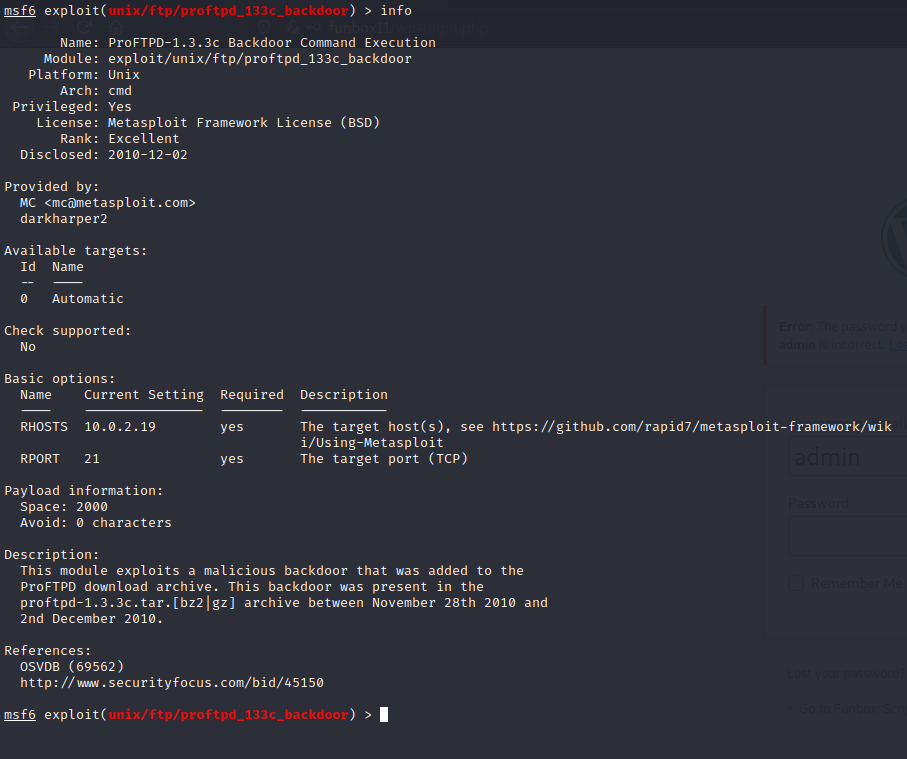 msf6 exploit(unix/ftp/proftpd_133c_backdoor) > info
Name: ProFTPD-1.3.3c Backdoor Command Execution
Module: exploit/unix/ftp/proftpd_133c_backdoor
Platform: Unix
Arch: cmd
Privileged: Yes
License: Metasploit Framework License (BSD)
Rank: Excellent
Disclosed: 2010-12-02
Provided by:
MC <mc@metasploit.com>
darkharper2
Available targets:
Id  Name
--  ----
0   Automatic
Check supported:
No
Basic options:
Name    Current Setting  Required  Description
----    ---------------  --------  -----------
RHOSTS  10.0.2.19        yes       The target host(s), see https://github.com/rapid7/metasploit-framework/wik
i/Using-Metasploit
RPORT   21               yes       The target port (TCP)
Payload information:
Space: 2000
Avoid: 0 characters
Description:
This module exploits a malicious backdoor that was added to the
ProFTPD download archive. This backdoor was present in the
proftpd-1.3.3c.tar.[bz2|gz] archive between November 28th 2010 and
2nd December 2010.
References:
OSVDB (69562)
http://www.securityfocus.com/bid/45150
msf6 exploit(unix/ftp/proftpd_133c_backdoor) >
Error: The password
admin is incorrect.
admin
Password
Remember Me
Lost your password